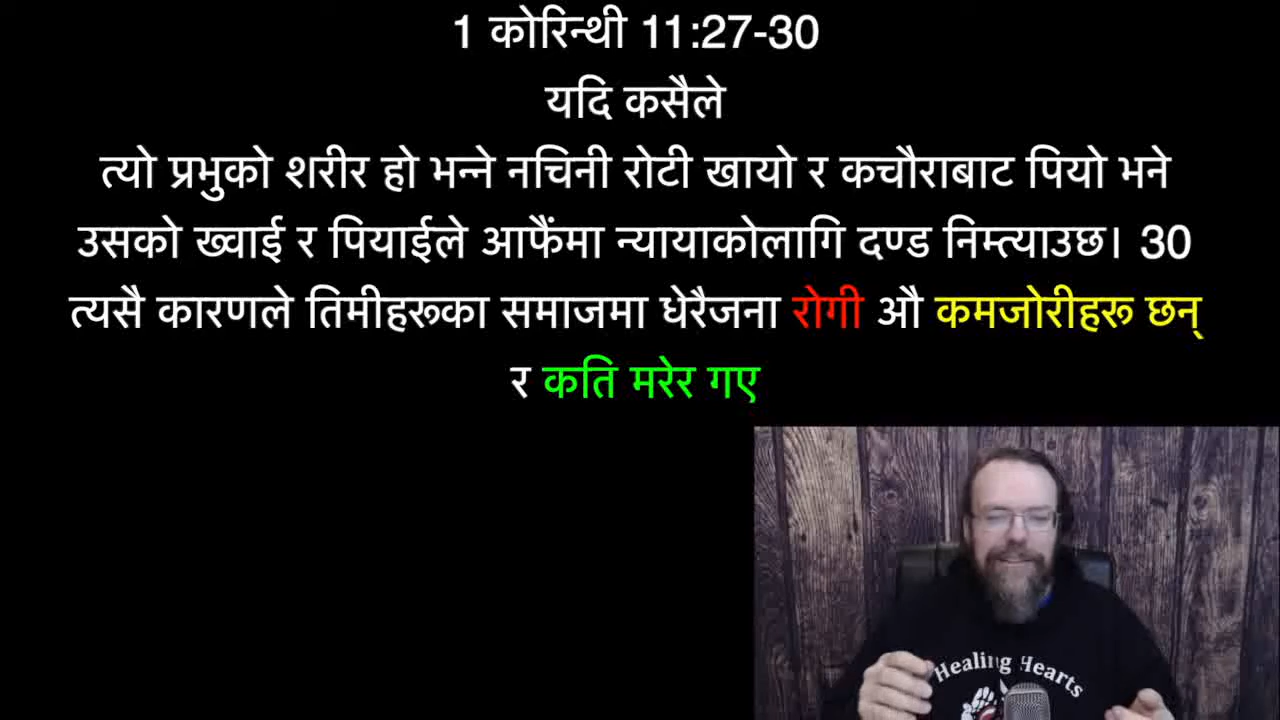 1 कोरिन्थी 11:27-30
यदि कसैले
त्यो प्रभुको शरीर हो भन्ने नचिनी रोटी खायो र कचौराबाट पियो भने
उसको ख्वाई र पियाईले आफैंमा न्यायाकोलागि दण्ड निम्त्याउछ। 30
त्यसै कारणले तिमीहरूका समाजमा धेरैजना रोगी औ कमजोरीहरू छन्
र कति मरेर गए
Healing Hearts